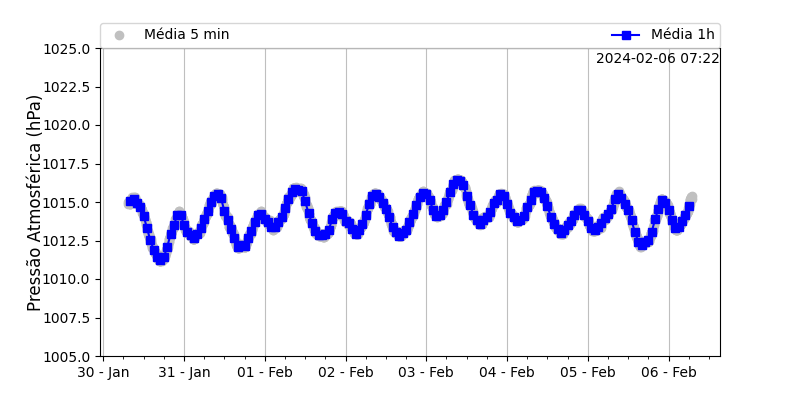 Média 5 min
Média 1h
2024-02-06 07:22
Pressão Atmosférica (hPa)
1025.0
1022.5
1020.0
1017.5
1015.0
1012.5
1010.0
1007.5
1005.0
30 - Jan
31 - Jan
01 - Feb
02 - Feb
03 - Feb
04 - Feb
05 - Feb
06 - Feb